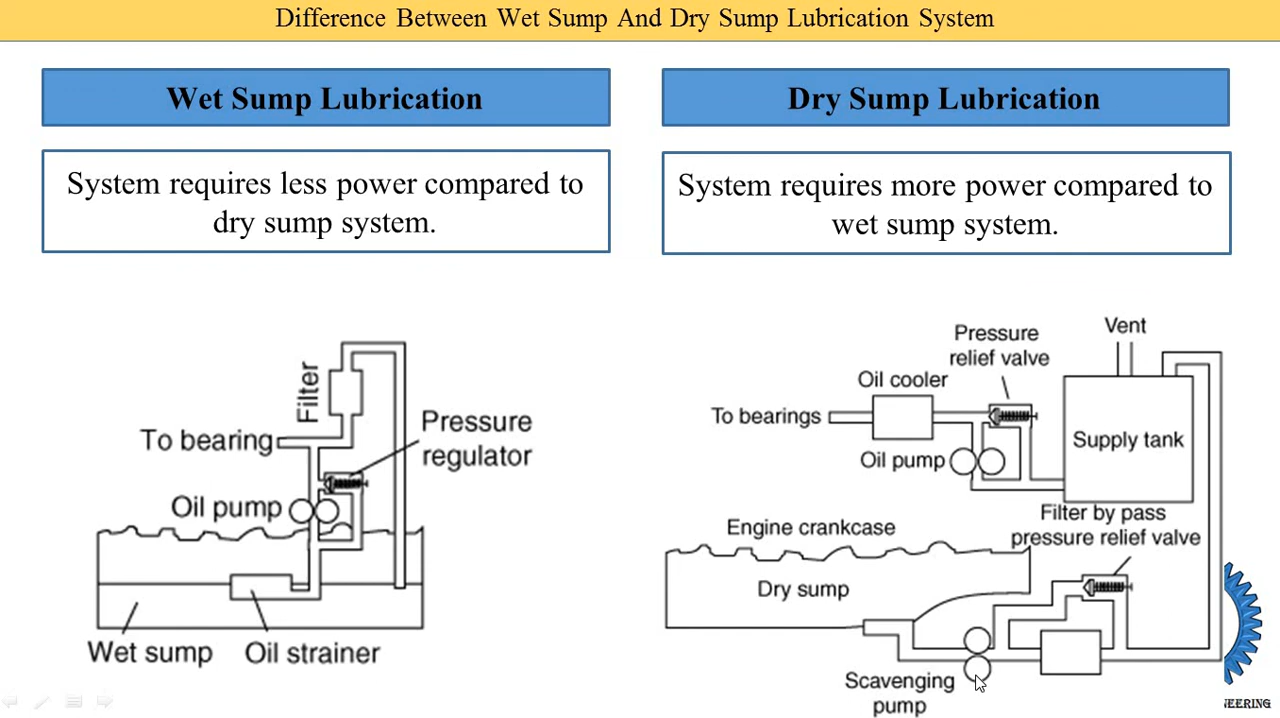 Difference Between Wet Sump And Dry Sump Lubrication System
Wet Sump Lubrication
System requires less power compared to
dry sump system.
Filter
To bearing
Pressure
regulator
Oil pump
Wet sump
Oil strainer
Dry Sump Lubrication
System requires more power compared to
wet sump system.
Vent
Pressure
relief valve
Oil cooler
To bearings
Supply tank
Oil pump
Filter by pass
pressure relief valve
Engine crankcase
Dry sump
Scavenging
pump